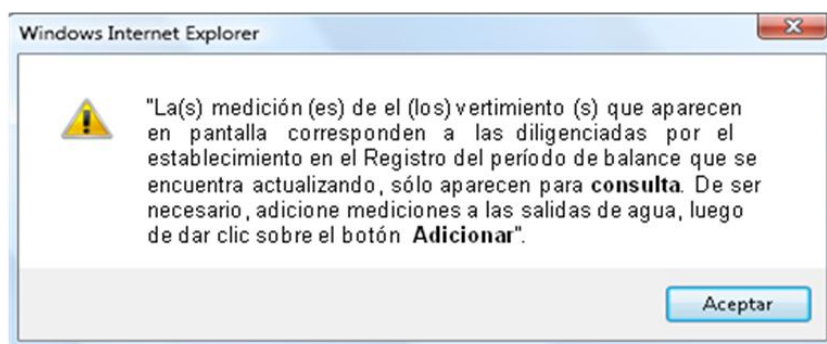 Windows Internet Explorer
"La(s) medición (es) de el (los) vertimiento (s) que aparecen
en pantalla corresponden a las diligenciadas por el
establecimiento en el Registro del período de balance que se
encuentra actualizando, sólo aparecen para consulta. De ser
necesario, adicione mediciones a las salidas de agua, luego
de dar clic sobre el botón Adicionar".
Aceptar